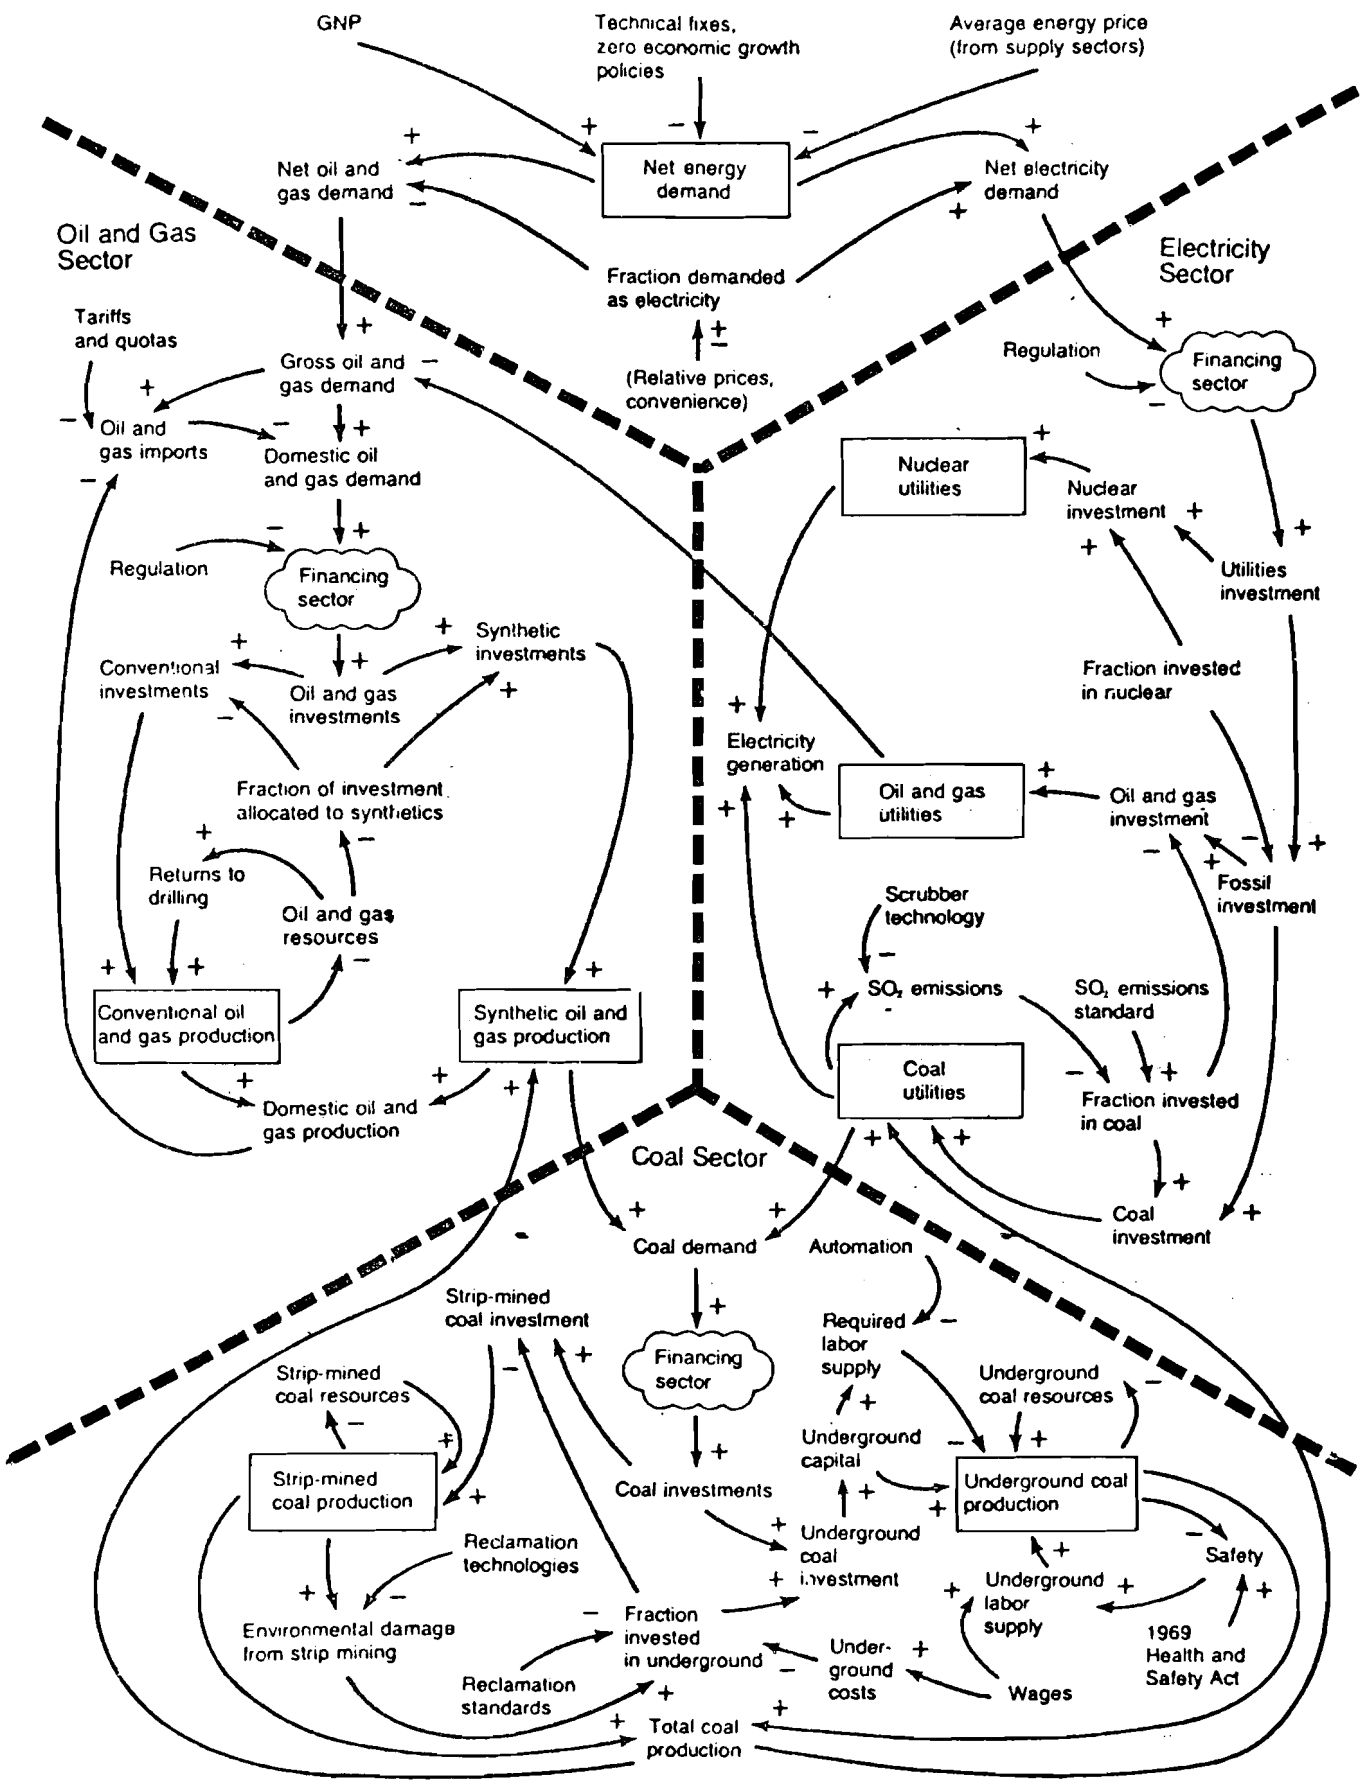 GNP
Technical fixes,
zero economic growth
policies
Average energy price
(from supply sectors)
+
−
−
Net energy
demand
+
Net oil and
gas demand
−
+
Net electricity
demand
+
Fraction demanded
as electricity
+
−
(Relative prices,
convenience)
Oil and Gas
Sector
Tariffs
and quotas
+
Gross oil and
gas demand
−
+
−
Oil and
gas imports
−
−
+
Domestic oil
and gas demand
−
+
Regulation
Financing
sector
+
+
Conventional
investments
−
Oil and gas
investments
+
Synthetic
investments
+
Fraction of investment
allocated to synthetics
+
−
Returns to
drilling
Oil and gas
resources
−
+
+
+
Conventional oil
and gas production
Synthetic oil and
gas production
+
+
+
Domestic oil and
gas production
Electricity
Sector
+
Regulation
−
Financing
sector
Nuclear
utilities
+
Nuclear
investment
+
+
+
Utilities
investment
Fraction invested
in nuclear
+
Electricity
generation
+
+
Oil and gas
utilities
+
Oil and gas
investment
−
−
+
+
Fossil
investment
Scrubber
technology
−
+
SO₂ emissions
SO₂ emissions
standard
Coal
utilities
−
+
Fraction invested
in coal
+
+
+
Coal
investment
+
Coal Sector
+
+
Coal demand
+
Financing
sector
+
Coal investments
Strip-mined
coal investment
−
+
Strip-mined
coal resources
−
+
Strip-mined
coal production
+
Reclamation
technologies
+
−
Environmental damage
from strip mining
Reclamation
standards
−
Fraction
invested
in underground
+
−
Automation
−
Required
labor
supply
+
Underground
capital
+
+
Underground
coal
investment
+
Underground
coal resources
−
−
+
+
Underground coal
production
−
Safety
+
+
+
+
Underground
labor
supply
1969
Health and
Safety Act
Under-
ground
costs
+
Wages
+
+
Total coal
production